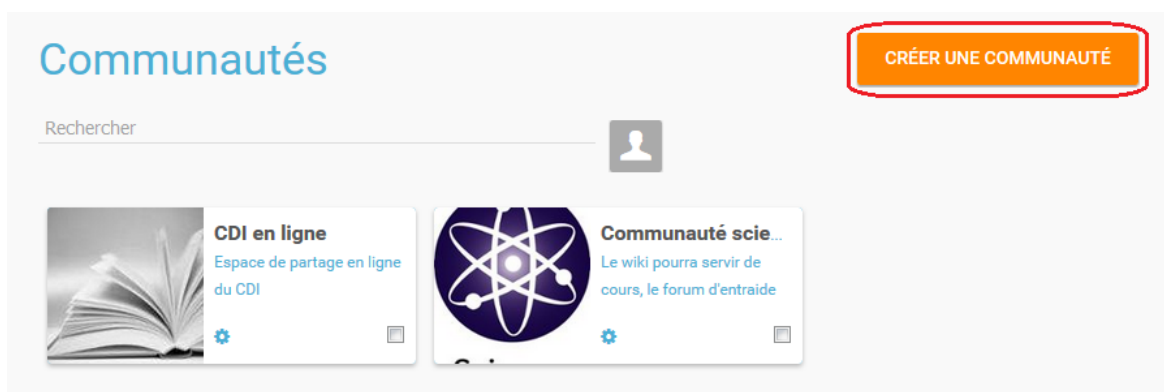 Communautés
CRÉER UNE COMMUNAUTÉ
Rechercher
CDI en ligne
Espace de partage en ligne
du CDI
Communauté scie...
Le wiki pourra servir de
cours, le forum d'entraide